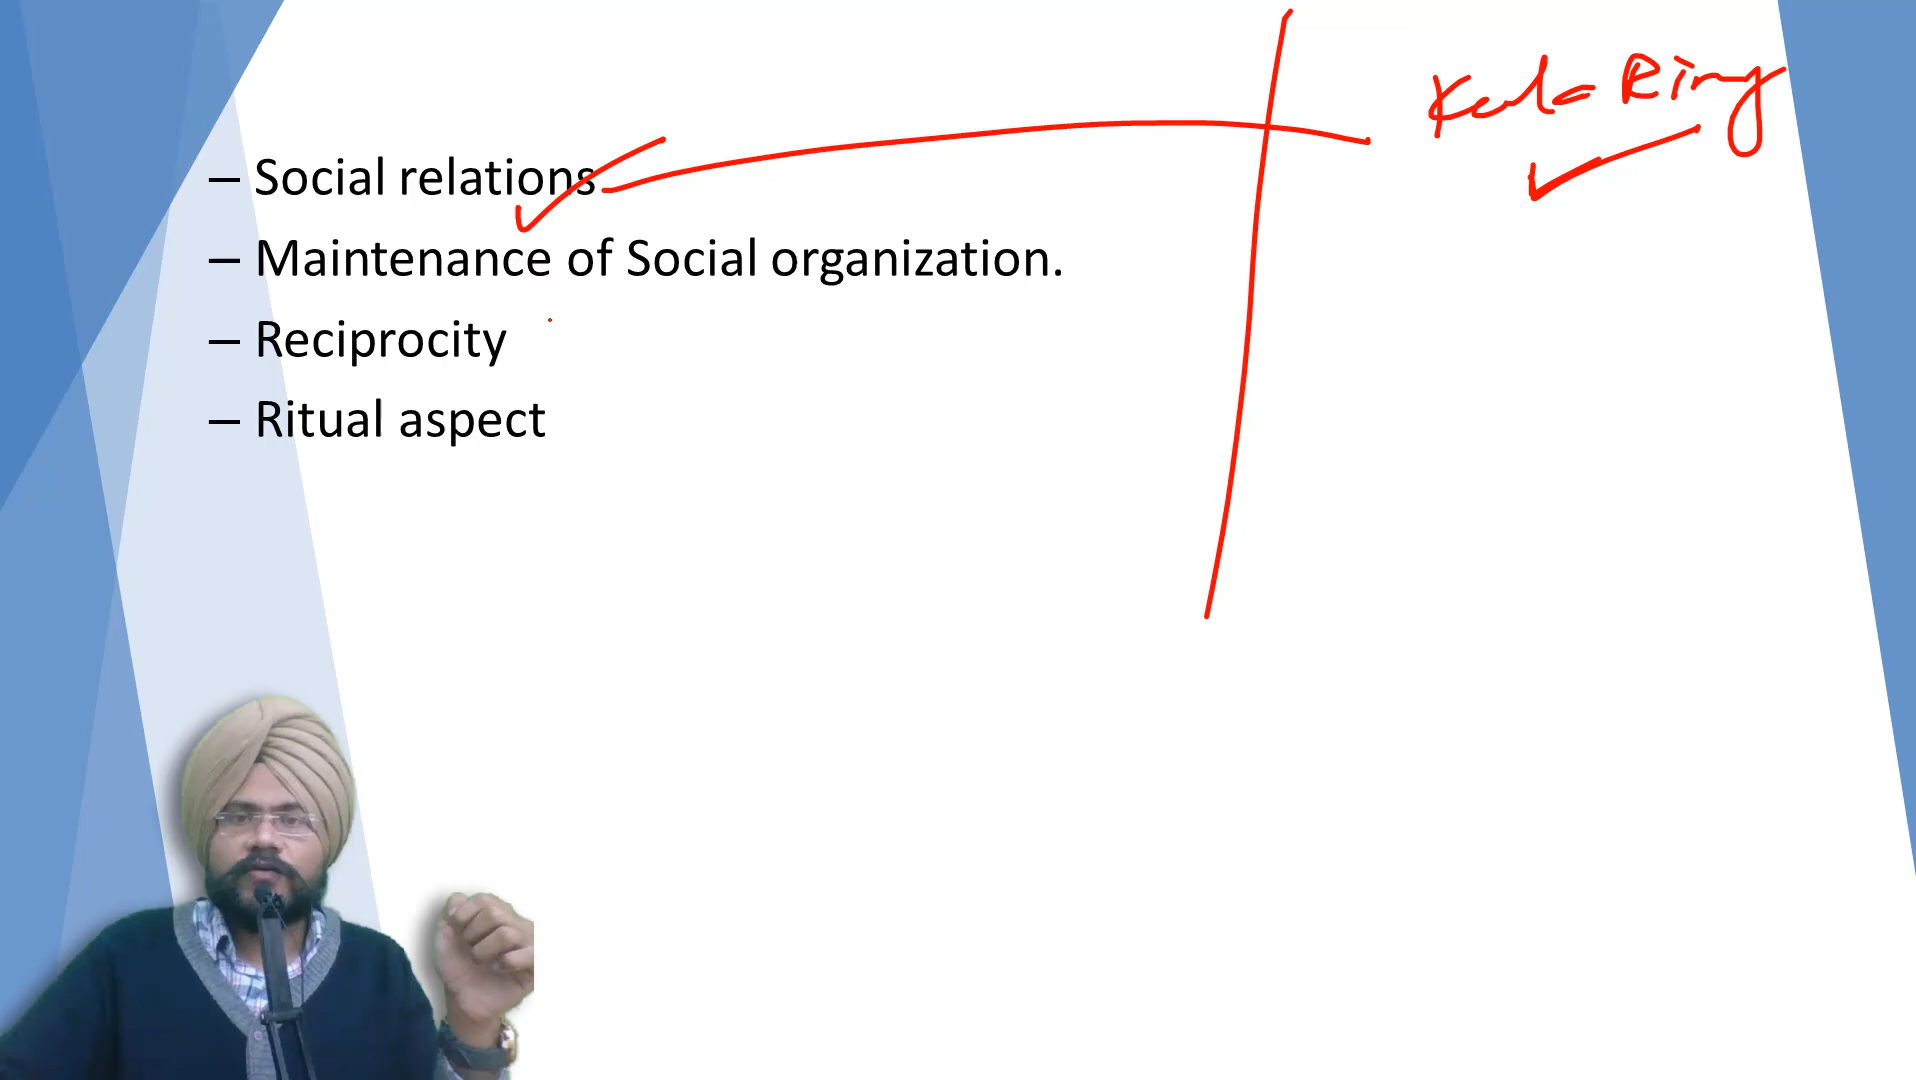 Kula Ring
– Social relations
– Maintenance of Social organization.
– Reciprocity
– Ritual aspect